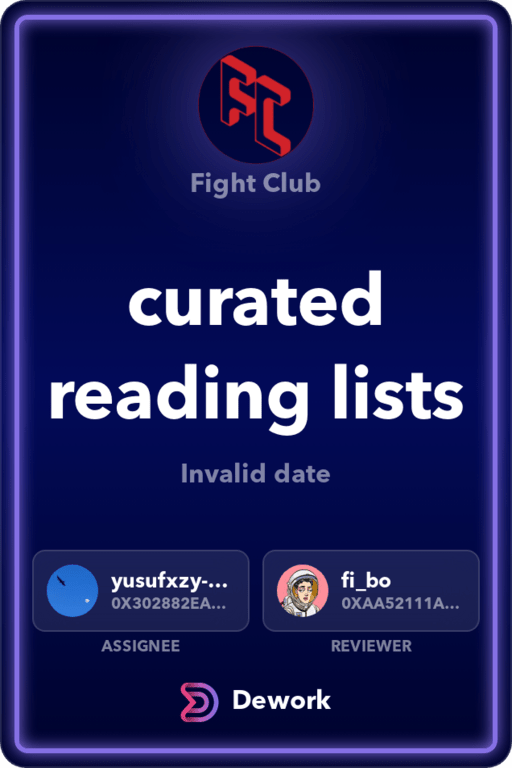 FC
Fight Club
curated
reading lists
Invalid date
yusufxzy-...
0X302882EA...
fi_bo
0XAA52111A...
ASSIGNEE
REVIEWER
Dework